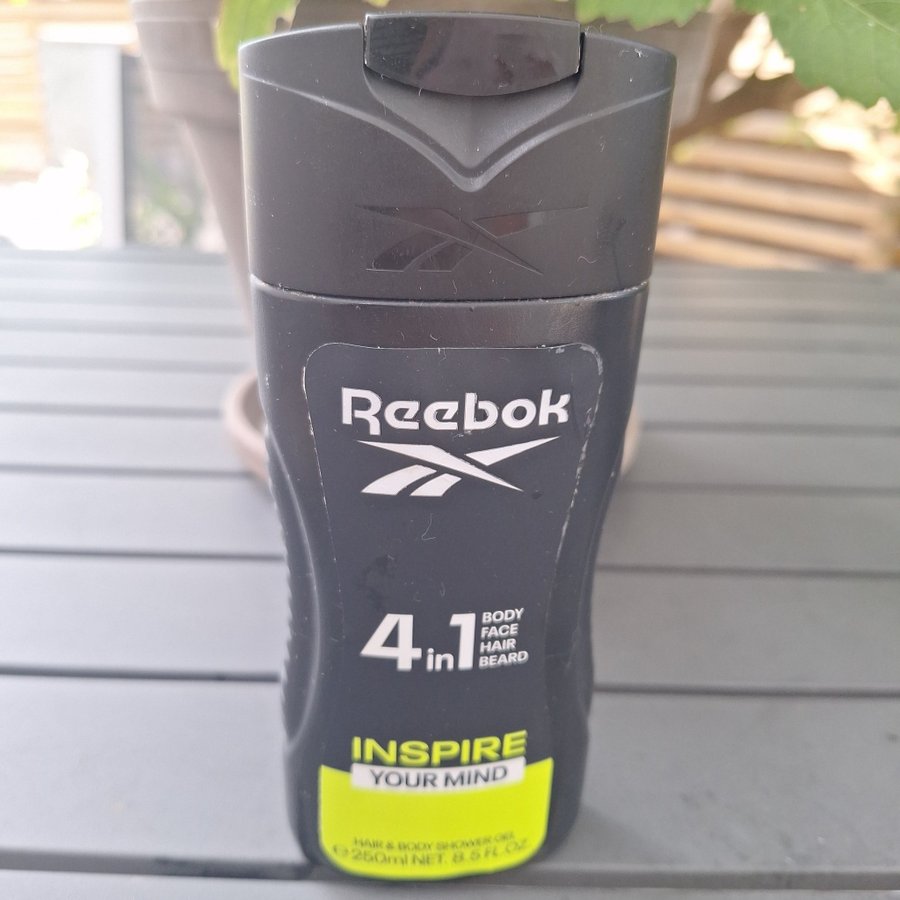 Reebok
4in1
BODY
FACE
HAIR
BEARD
INSPIRE
YOUR MIND
HAIR & BODY SHOWER GEL
℮250ml NET. 8.5 FL.OZ.